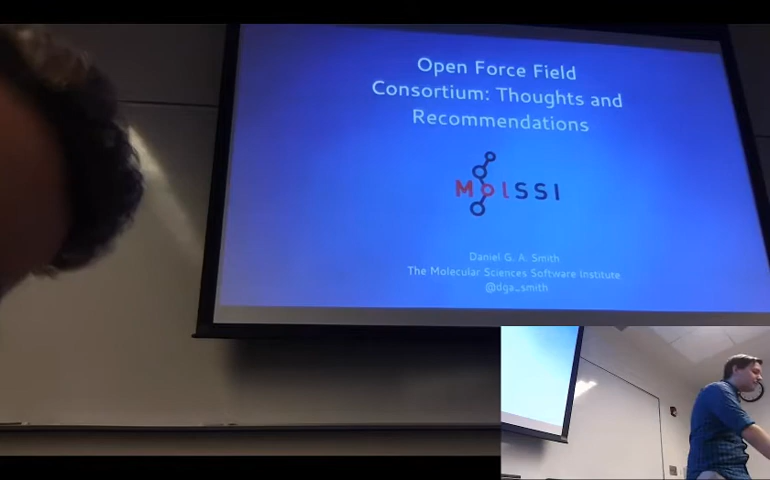 Open Force Field
Consortium: Thoughts and
Recommendations
MolSSI
Daniel G. A. Smith
The Molecular Sciences Software Institute
@dga_smith